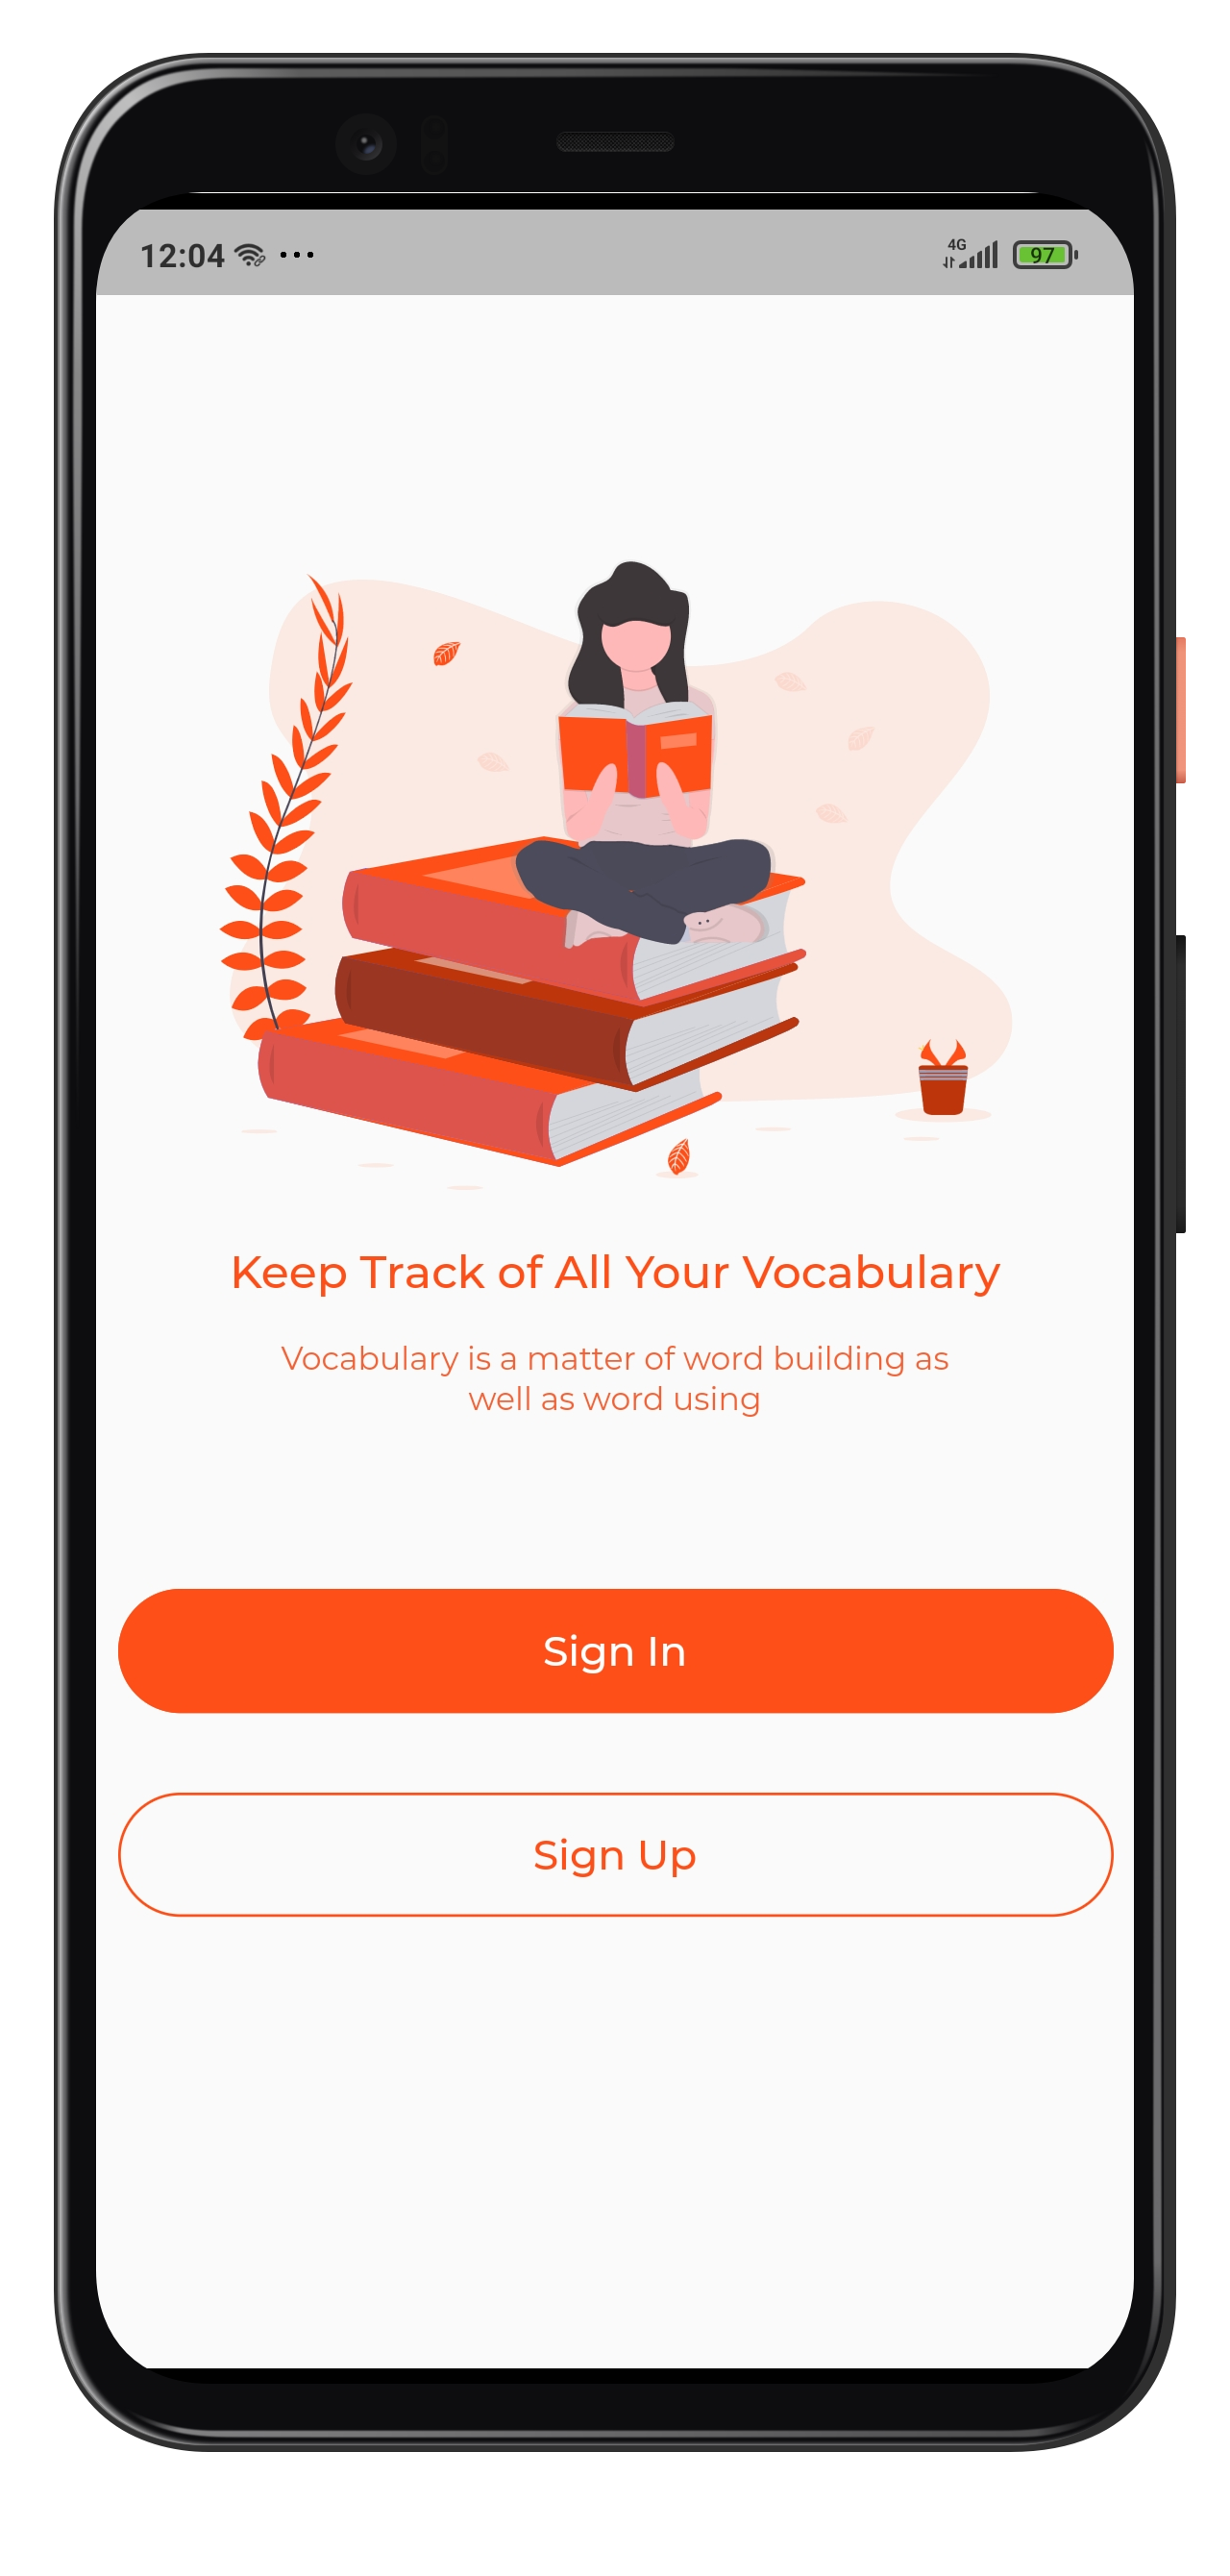 12:04
4G
97
Keep Track of All Your Vocabulary
Vocabulary is a matter of word building as
well as word using
Sign In
Sign Up